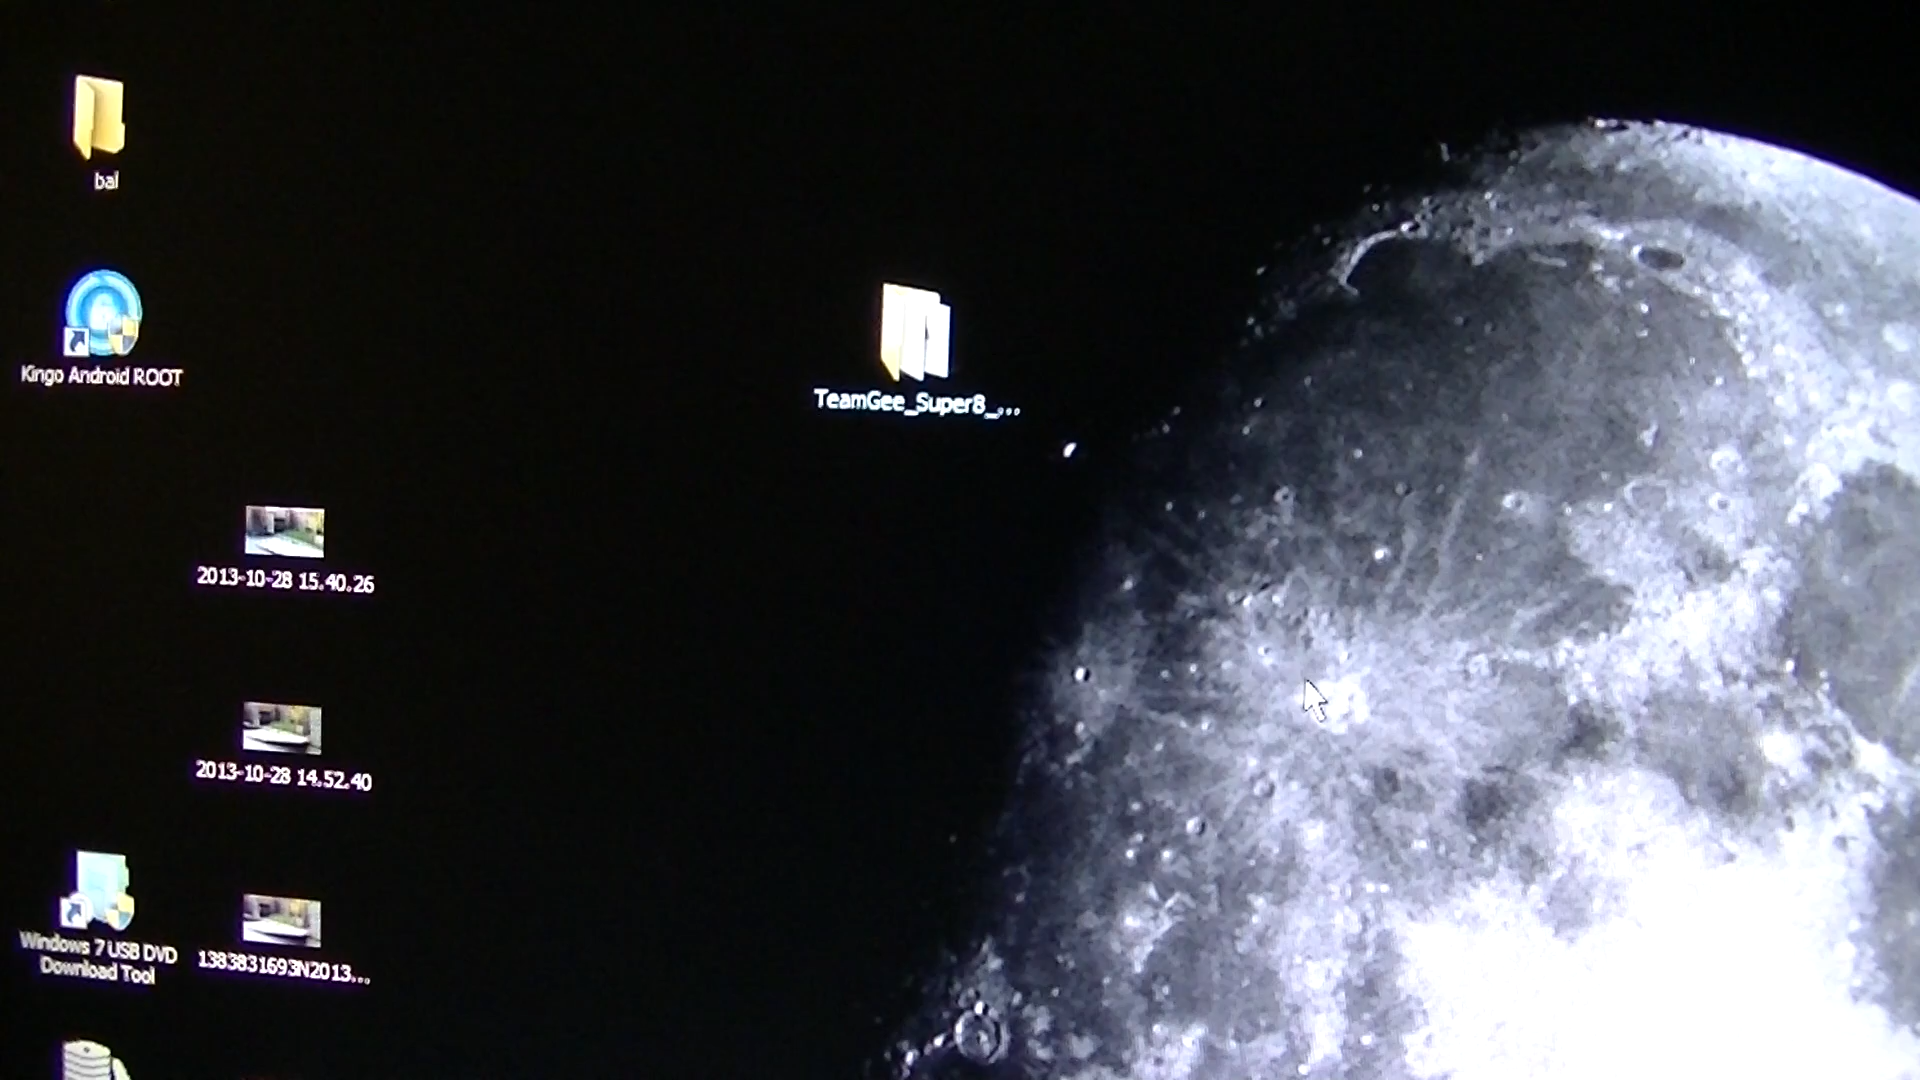 bal
Kingo Android ROOT
TeamGee_Super8_...
2013-10-28 15.40.26
2013-10-28 14.52.40
Windows 7 USB DVD
Download Tool
1383831693N2013...